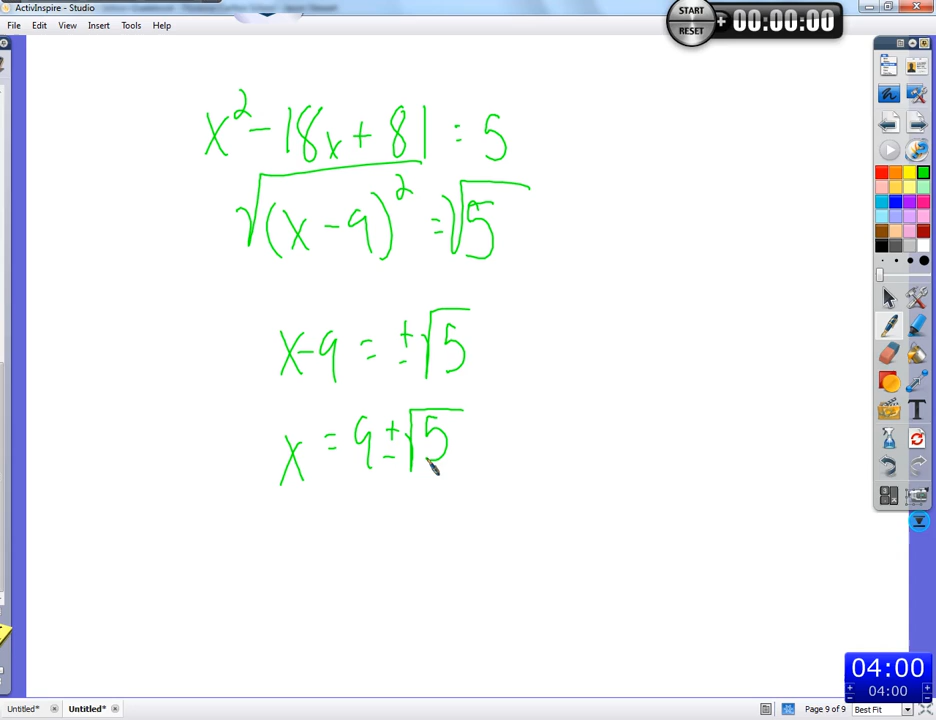 ActivInspire - Studio
START
RESET
00:00:00
File Edit View Insert Tools Help
x² - 18x + 81 = 5
√(x - 9)² = √5
x - 9 = ±√5
x = 9 ± √5
04:00
04:00
Untitled* Untitled* Page 9 of 9 Best Fit